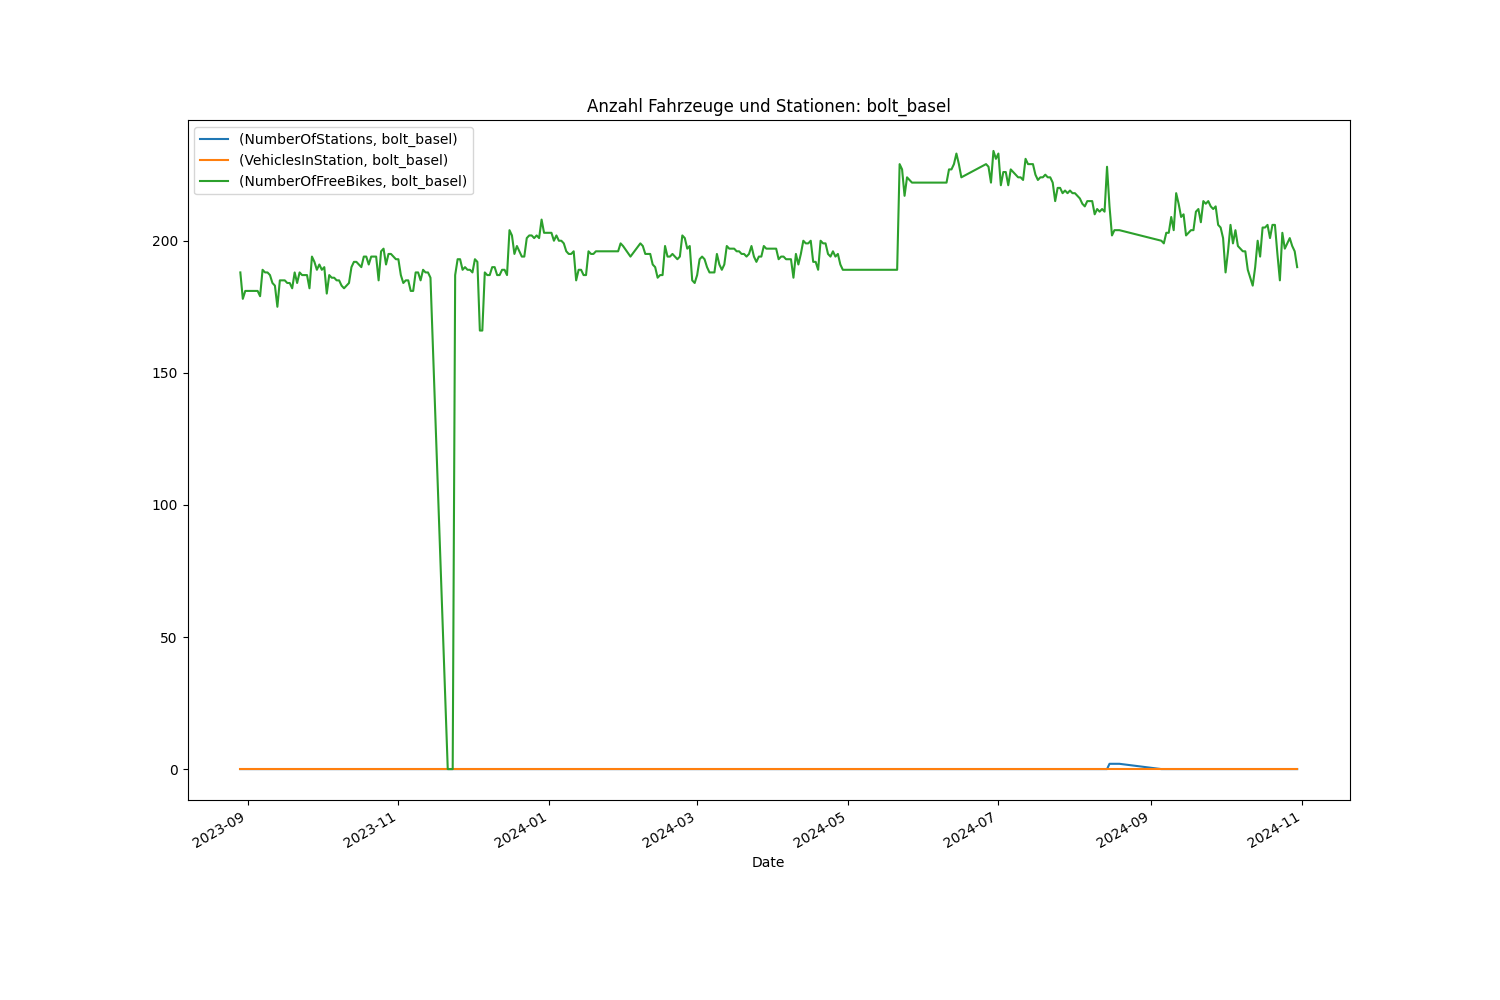 Anzahl Fahrzeuge und Stationen: bolt_basel
(NumberOfStations, bolt_basel)
(VehiclesInStation, bolt_basel)
(NumberOfFreeBikes, bolt_basel)
200
150
100
50
0
2023-09
2023-11
2024-01
2024-03
2024-05
2024-07
2024-09
2024-11
Date